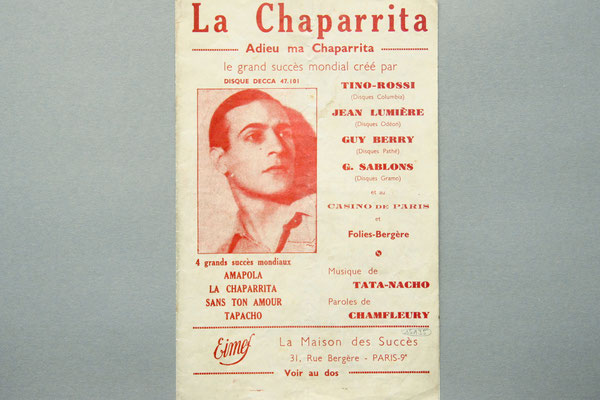 La Chaparrita
Adieu ma Chaparrita
le grand succès mondial créé par
DISQUE DECCA 47.101
TINO-ROSSI
(Disques Columbia)
JEAN LUMIÈRE
(Disques Odéon)
GUY BERRY
(Disques Pathé)
G. SABLONS
(Disques Gramo)
et au
CASINO DE PARIS
et
Folies-Bergère
4 grands succès mondiaux
AMAPOLA
LA CHAPARRITA
SANS TON AMOUR
TAPACHO
Musique de
TATA-NACHO
Paroles de
CHAMFLEURY
Eimef
La Maison des Succès
31, Rue Bergère - PARIS-9e
Voir au dos